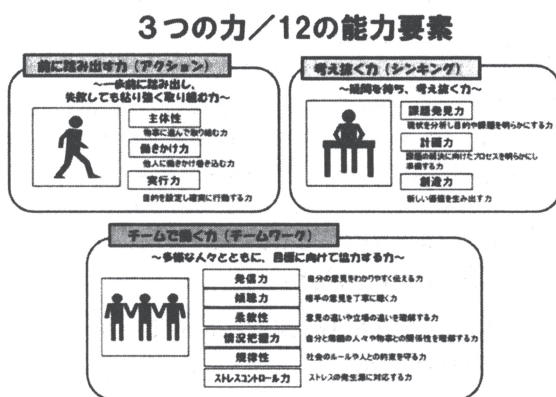 3つの力/12の能力要素
前に踏み出す力(アクション)
〜一歩前に踏み出し、
失敗しても粘り強く取り組む力〜
主体性
物事に進んで取り組む力
働きかけ力
他人に働きかけ巻き込む力
実行力
目的を設定し確実に行動する力
考え抜く力(シンキング)
〜疑問を持ち、考え抜く力〜
課題発見力
現状を分析し目的や課題を明らかにする力
計画力
課題の解決に向けたプロセスを明らかにし
準備する力
創造力
新しい価値を生み出す力
チームで働く力(チームワーク)
〜多様な人々とともに、目標に向けて協力する力〜
発信力 自分の意見をわかりやすく伝える力
傾聴力 相手の意見を丁寧に聴く力
柔軟性 意見の違いや立場の違いを理解する力
情況把握力 自分と周囲の人々や物事との関係性を理解する力
規律性 社会のルールや人との約束を守る力
ストレスコントロール力 ストレスの発生源に対応する力